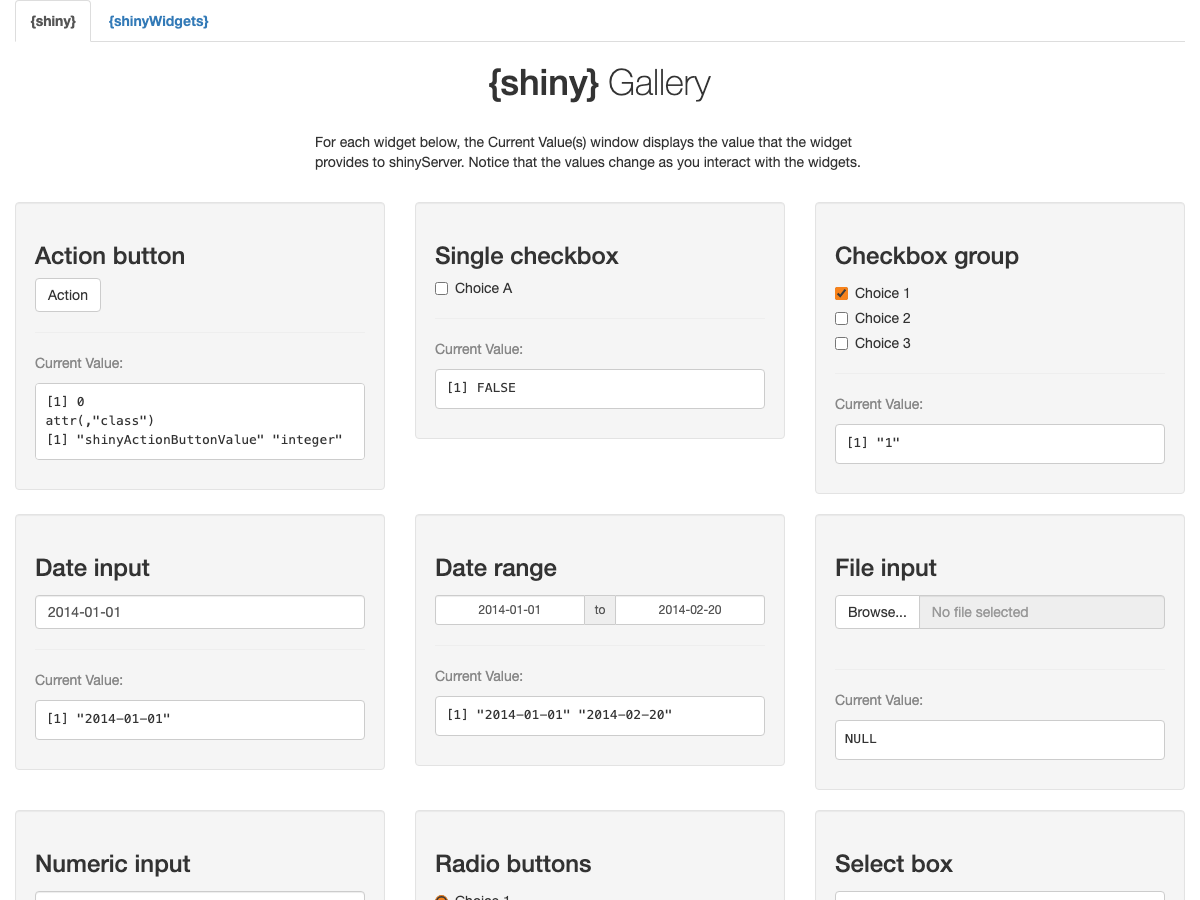 {shiny}
{shinyWidgets}
{shiny} Gallery
For each widget below, the Current Value(s) window displays the value that the widget
provides to shinyServer. Notice that the values change as you interact with the widgets.
Action button
Action
Current Value:
[1] 0
attr(,"class")
[1] "shinyActionButtonValue" "integer"
Single checkbox
Choice A
Current Value:
[1] FALSE
Checkbox group
Choice 1
Choice 2
Choice 3
Current Value:
[1] "1"
Date input
2014-01-01
Current Value:
[1] "2014-01-01"
Date range
2014-01-01 to 2014-02-20
Current Value:
[1] "2014-01-01" "2014-02-20"
File input
Browse... No file selected
Current Value:
NULL
Numeric input
Radio buttons
Choice 1
Select box